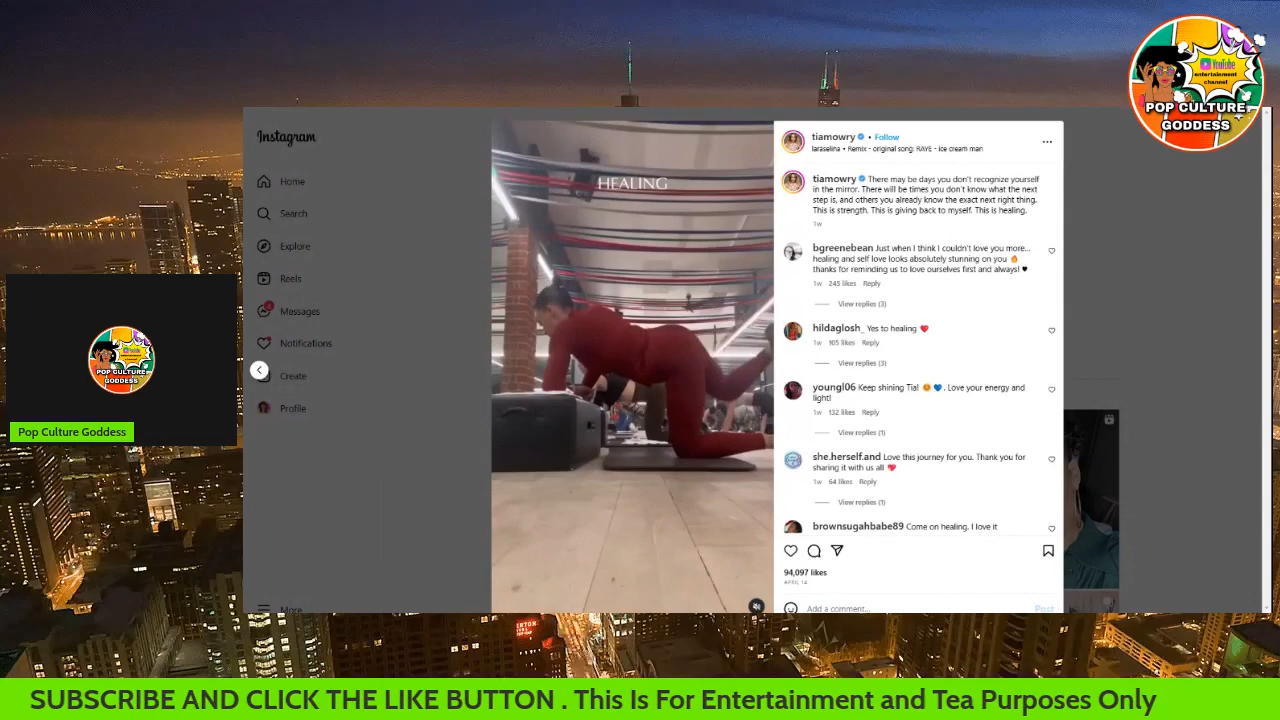 YouTube
entertainment
channel
POP CULTURE
GODDESS
Instagram
Home
Search
Explore
Reels
4
Messages
Notifications
Create
Profile
More
HEALING
tiamowry • Follow
laraselina • Remix - original song: RAYE - ice cream man
tiamowry There may be days you don't recognize yourself
in the mirror. There will be times you don't know what the next
step is, and others you already know the exact next right thing.
This is strength. This is giving back to myself. This is healing.
1w
bgreenebean Just when I think I couldn't love you more...
healing and self love looks absolutely stunning on you 🔥
thanks for reminding us to love ourselves first and always! ♥
1w 245 likes Reply
View replies (3)
hildaglosh_ Yes to healing ❤️
1w 105 likes Reply
View replies (3)
youngl06 Keep shining Tia! 😊💙. Love your energy and
light!
1w 132 likes Reply
View replies (1)
she.herself.and Love this journey for you. Thank you for
sharing it with us all 💖
1w 64 likes Reply
View replies (1)
brownsugahbabe89 Come on healing. I love it
94,097 likes
APRIL 14
Add a comment...
Post
POP CULTURE
GODDESS
Pop Culture Goddess
SUBSCRIBE AND CLICK THE LIKE BUTTON . This Is For Entertainment and Tea Purposes Only